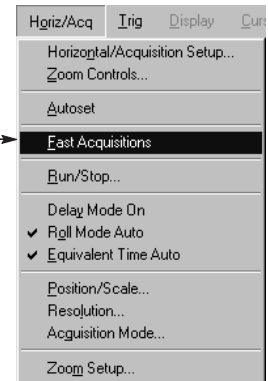 Horiz/Acq Trig Display Curs
Horizontal/Acquisition Setup...
Zoom Controls...
Autoset
Fast Acquisitions
Run/Stop...
Delay Mode On
✔ Roll Mode Auto
✔ Equivalent Time Auto
Position/Scale...
Resolution...
Acquisition Mode...
Zoom Setup...